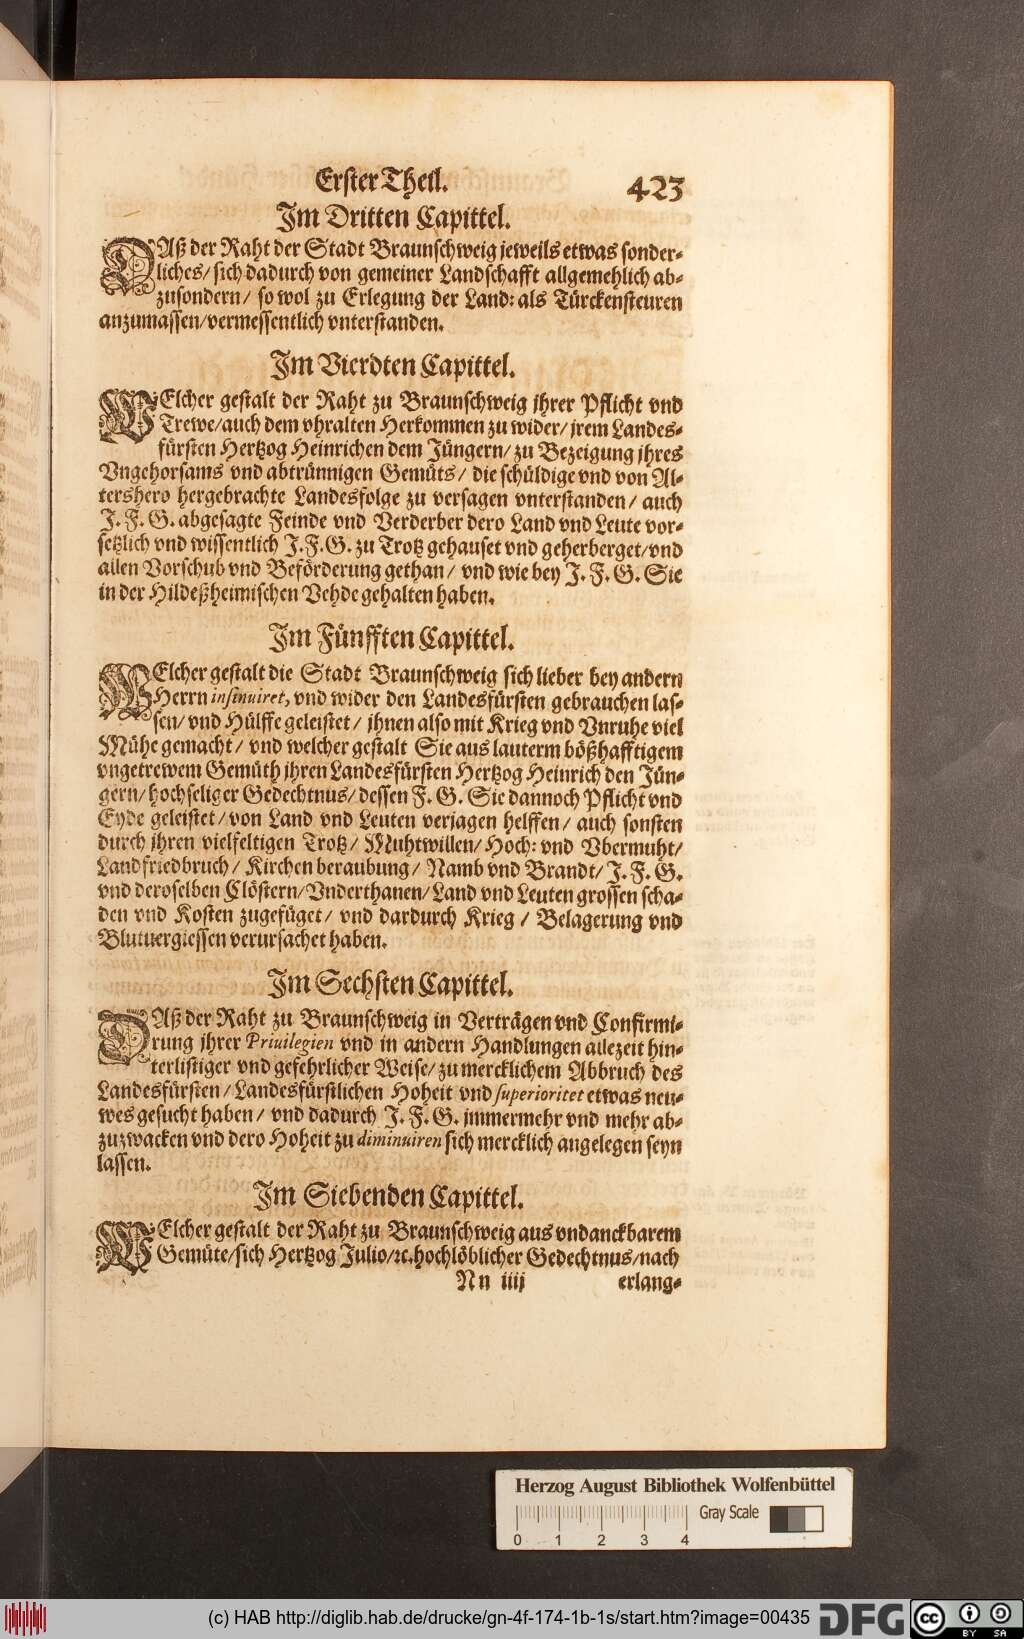 Erster Theil. 423
Im Dritten Capittel.
DAß der Raht der Stadt Braunschweig jeweils etwas sonder-
liches/ sich dadurch von gemeiner Landschafft allgemehlich ab-
zusondern/ so wol zu Erlegung der Land: als Türckensteuren
anzumassen/vermessentlich vnterstanden.
Im Vierdten Capittel.
WElcher gestalt der Raht zu Braunschweig jhrer Pflicht vnd
Trewe/auch dem vhralten Herkommen zu wider/ jrem Landes-
fürsten Hertzog Heinrichen dem Jüngern/ zu Bezeigung jhres
Vngehorsams vnd abtrünnigen Gemüts/ die schüldige vnd von Al-
tershero hergebrachte Landesfolge zu versagen vnterstanden/ auch
J. F. G. abgesagte Feinde vnd Verderber dero Land vnd Leute vor-
setzlich vnd wissentlich J.F.G. zu Trotz gehauset vnd geherberget/vnd
allen Vorschub vnd Beförderung gethan/ vnd wie bey J. F. G. Sie
in der Hildeßheimischen Vehde gehalten haben.
Im Fünfften Capittel.
WElcher gestalt die Stadt Braunschweig sich lieber bey andern
Herrn insinuiret, vnd wider den Landesfürsten gebrauchen las-
sen/ vnd Hülffe geleistet/ jhnen also mit Krieg vnd Vnruhe viel
Mühe gemacht/ vnd welcher gestalt Sie aus lauterm bößhafftigem
vngetrewem Gemüth jhren Landesfürsten Hertzog Heinrich den Jün-
gern/ hochseliger Gedechtnus/ dessen F. G. Sie dannoch Pflicht vnd
Eyde geleistet/ von Land vnd Leuten verjagen helffen/ auch sonsten
durch jhren vielfeltigen Trotz/ Muhtwillen/ Hoch: vnd Vbermuht/
Landfriedbruch/ Kirchen beraubung/ Namb vnd Brandt/ J. F. G.
vnd deroselben Clöstern/Vnderthanen/ Land vnd Leuten grossen scha-
den vnd Kosten zugefüget/ vnd dardurch Krieg/ Belagerung vnd
Blutuergiessen verursachet haben.
Im Sechsten Capittel.
DAß der Raht zu Braunschweig in Verträgen vnd Confirmi-
rung jhrer Priuilegien vnd in andern Handlungen allezeit hin-
terlistiger vnd gefehrlicher Weise/ zu mercklichem Abbruch des
Landesfürsten/ Landesfürstlichen Hoheit vnd superioritet etwas neu-
wes gesucht haben/ vnd dadurch J. F. G. jmmermehr vnd mehr ab-
zuzwacken vnd dero Hoheit zu diminuiren sich mercklich angelegen seyn
lassen.
Im Siebenden Capittel.
WElcher gestalt der Raht zu Braunschweig aus vndanckbarem
Gemüte/sich Hertzog Julio/ꝛc.hochlöblicher Gedechtnus/nach
Nn iiij erlang-
Herzog August Bibliothek Wolfenbüttel
Gray Scale
0 1 2 3 4
(c) HAB http://diglib.hab.de/drucke/gn-4f-174-1b-1s/start.htm?image=00435 DFG cc BY SA